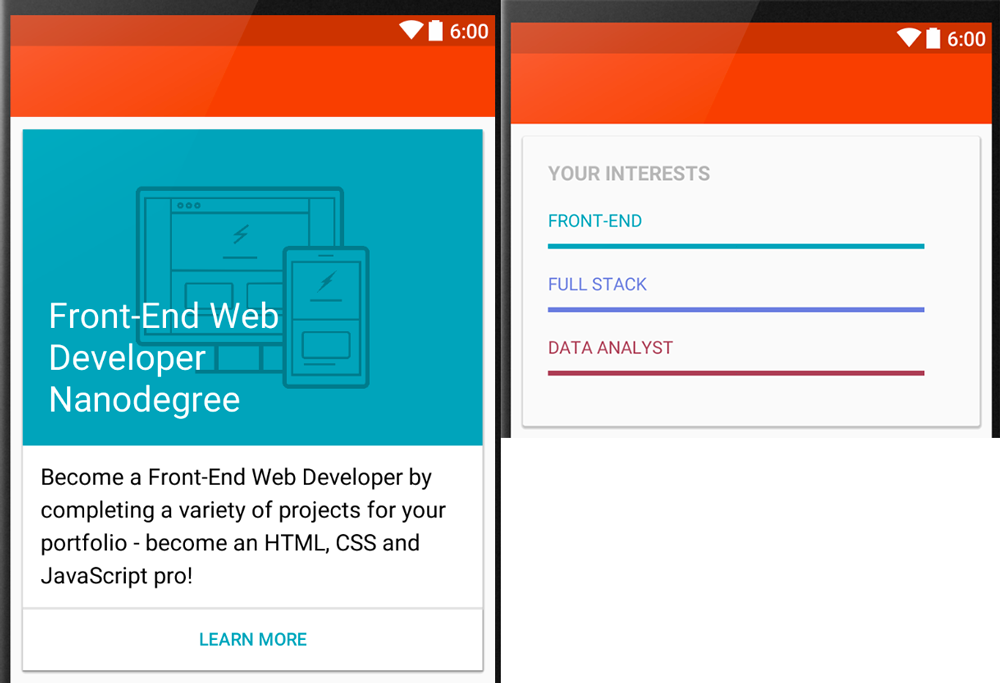 6:00
Front-End Web
Developer
Nanodegree
Become a Front-End Web Developer by
completing a variety of projects for your
portfolio - become an HTML, CSS and
JavaScript pro!
LEARN MORE
6:00
YOUR INTERESTS
FRONT-END
FULL STACK
DATA ANALYST